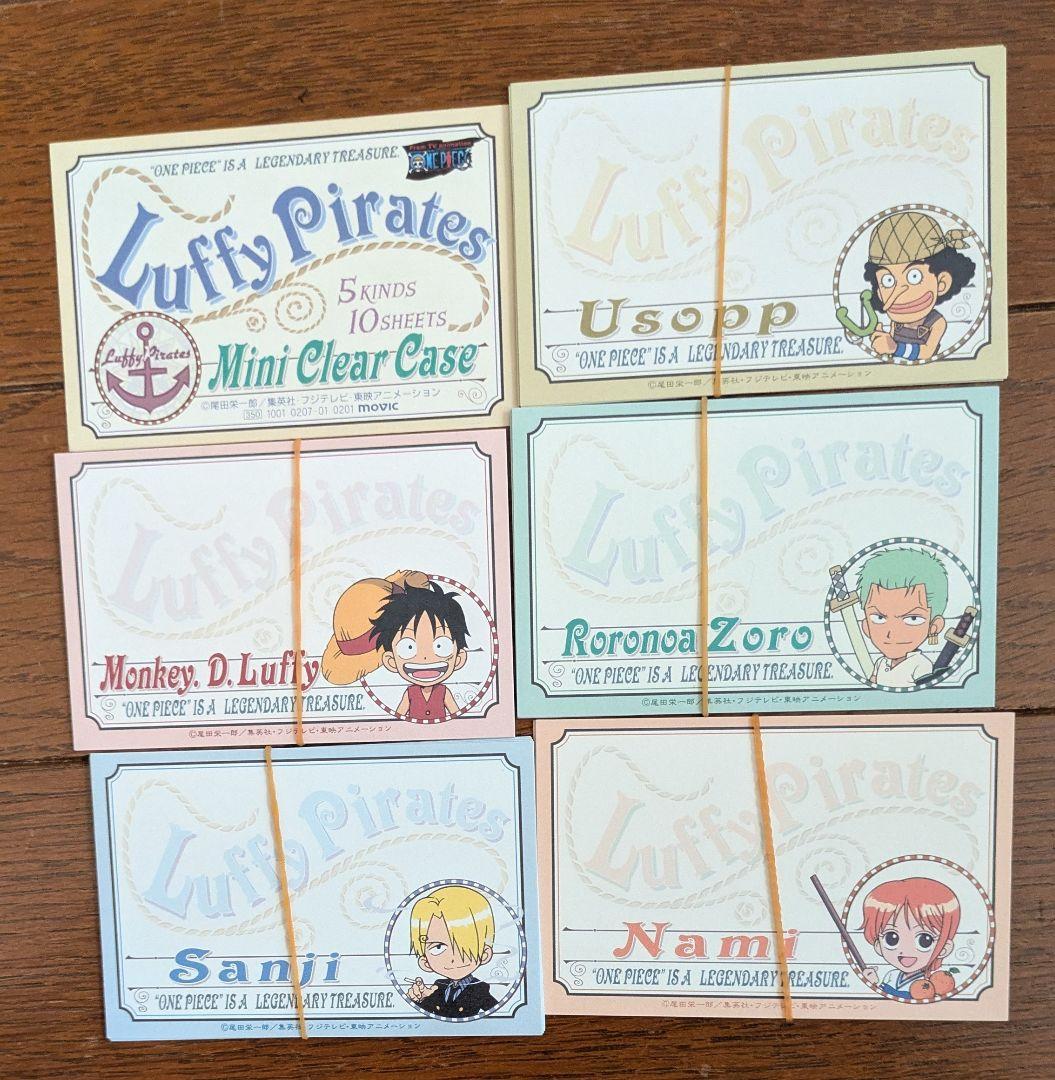 "ONE PIECE" IS A LEGENDARY TREASURE.
From TV animation
ONE PIECE
Luffy Pirates
5 KINDS
10 SHEETS
Luffy Pirates
Mini Clear Case
©尾田栄一郎／集英社・フジテレビ・東映アニメーション
350 1001 0207-01 0201 movic
Luffy Pirates
Usopp
"ONE PIECE" IS A LEGENDARY TREASURE.
©尾田栄一郎／集英社・フジテレビ・東映アニメーション
Luffy Pirates
Monkey. D. Luffy
"ONE PIECE" IS A LEGENDARY TREASURE.
©尾田栄一郎／集英社・フジテレビ・東映アニメーション
Luffy Pirates
Roronoa Zoro
"ONE PIECE" IS A LEGENDARY TREASURE.
©尾田栄一郎／集英社・フジテレビ・東映アニメーション
Luffy Pirates
Sanji
"ONE PIECE" IS A LEGENDARY TREASURE.
©尾田栄一郎／集英社・フジテレビ・東映アニメーション
Luffy Pirates
Nami
"ONE PIECE" IS A LEGENDARY TREASURE.
©尾田栄一郎／集英社・フジテレビ・東映アニメーション